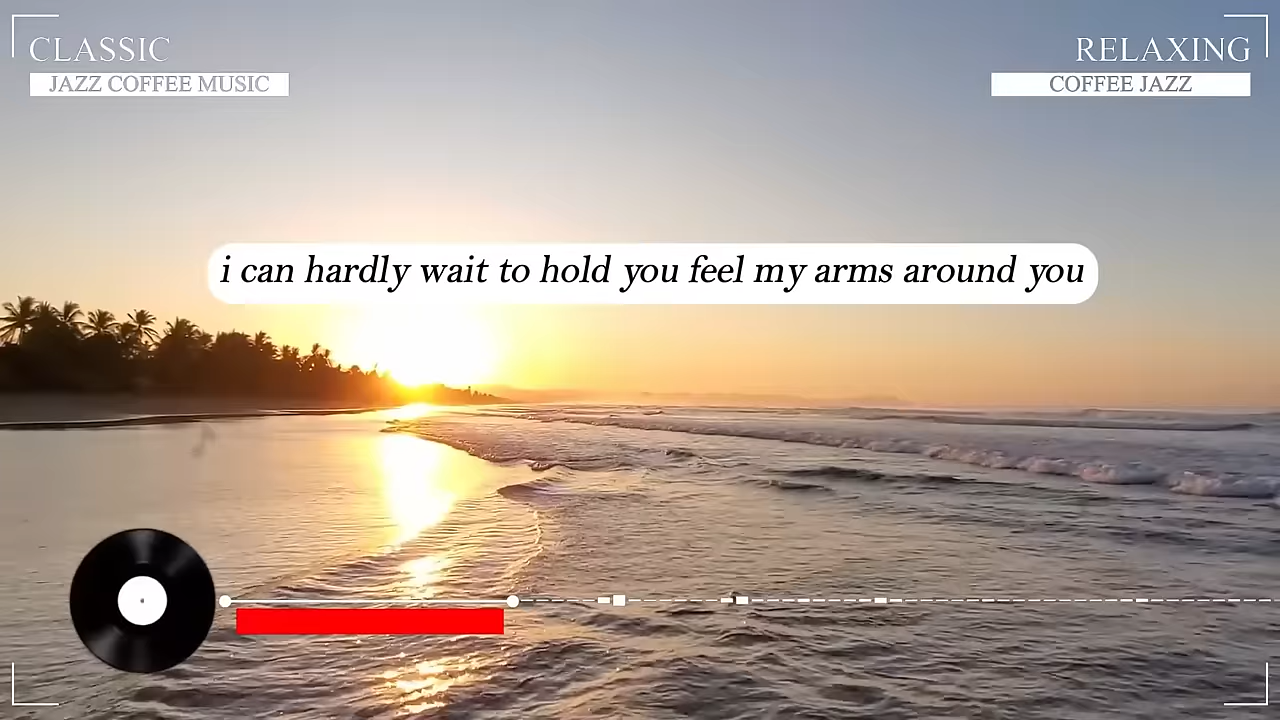 CLASSIC
JAZZ COFFEE MUSIC
RELAXING
COFFEE JAZZ
i can hardly wait to hold you feel my arms around you